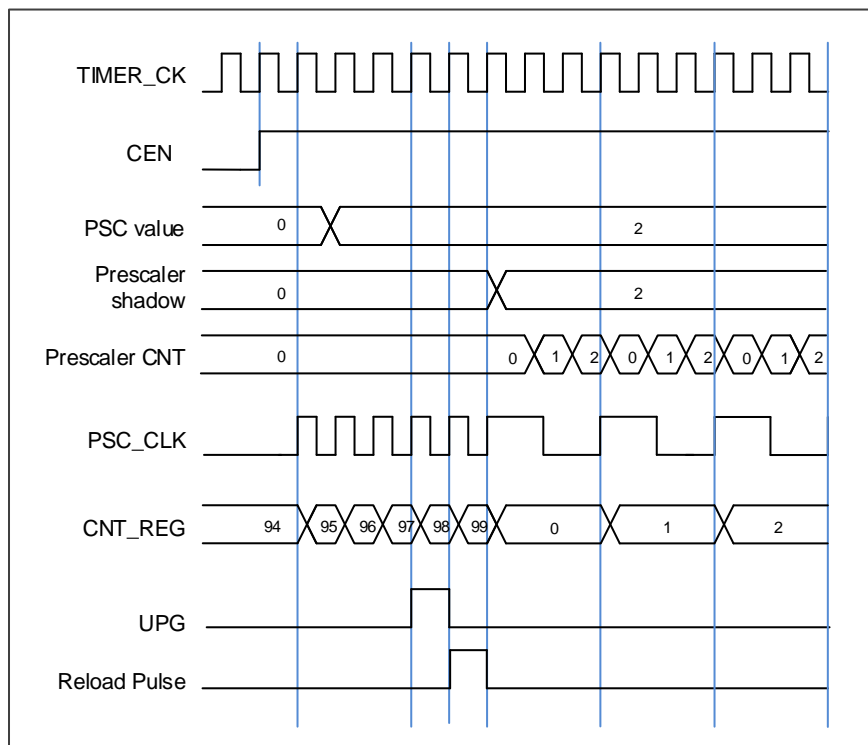 TIMER_CK
CEN
PSC value 0 2
Prescaler
shadow 0 2
Prescaler CNT 0 0 1 2 0 1 2 0 1 2
PSC_CLK
CNT_REG 94 95 96 97 98 99 0 1 2
UPG
Reload Pulse